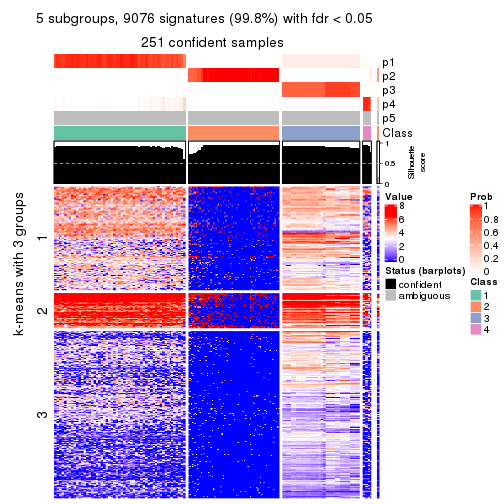 5 subgroups, 9076 signatures (99.8%) with fdr < 0.05
251 confident samples
p1
p2
p3
p4
p5
Class
1
0.5
0
Silhouette
score
k-means with 3 groups
1
2
3
Value
8
6
4
2
0
Status (barplots)
confident
ambiguous
Prob
1
0.8
0.6
0.4
0.2
0
Class
1
2
3
4